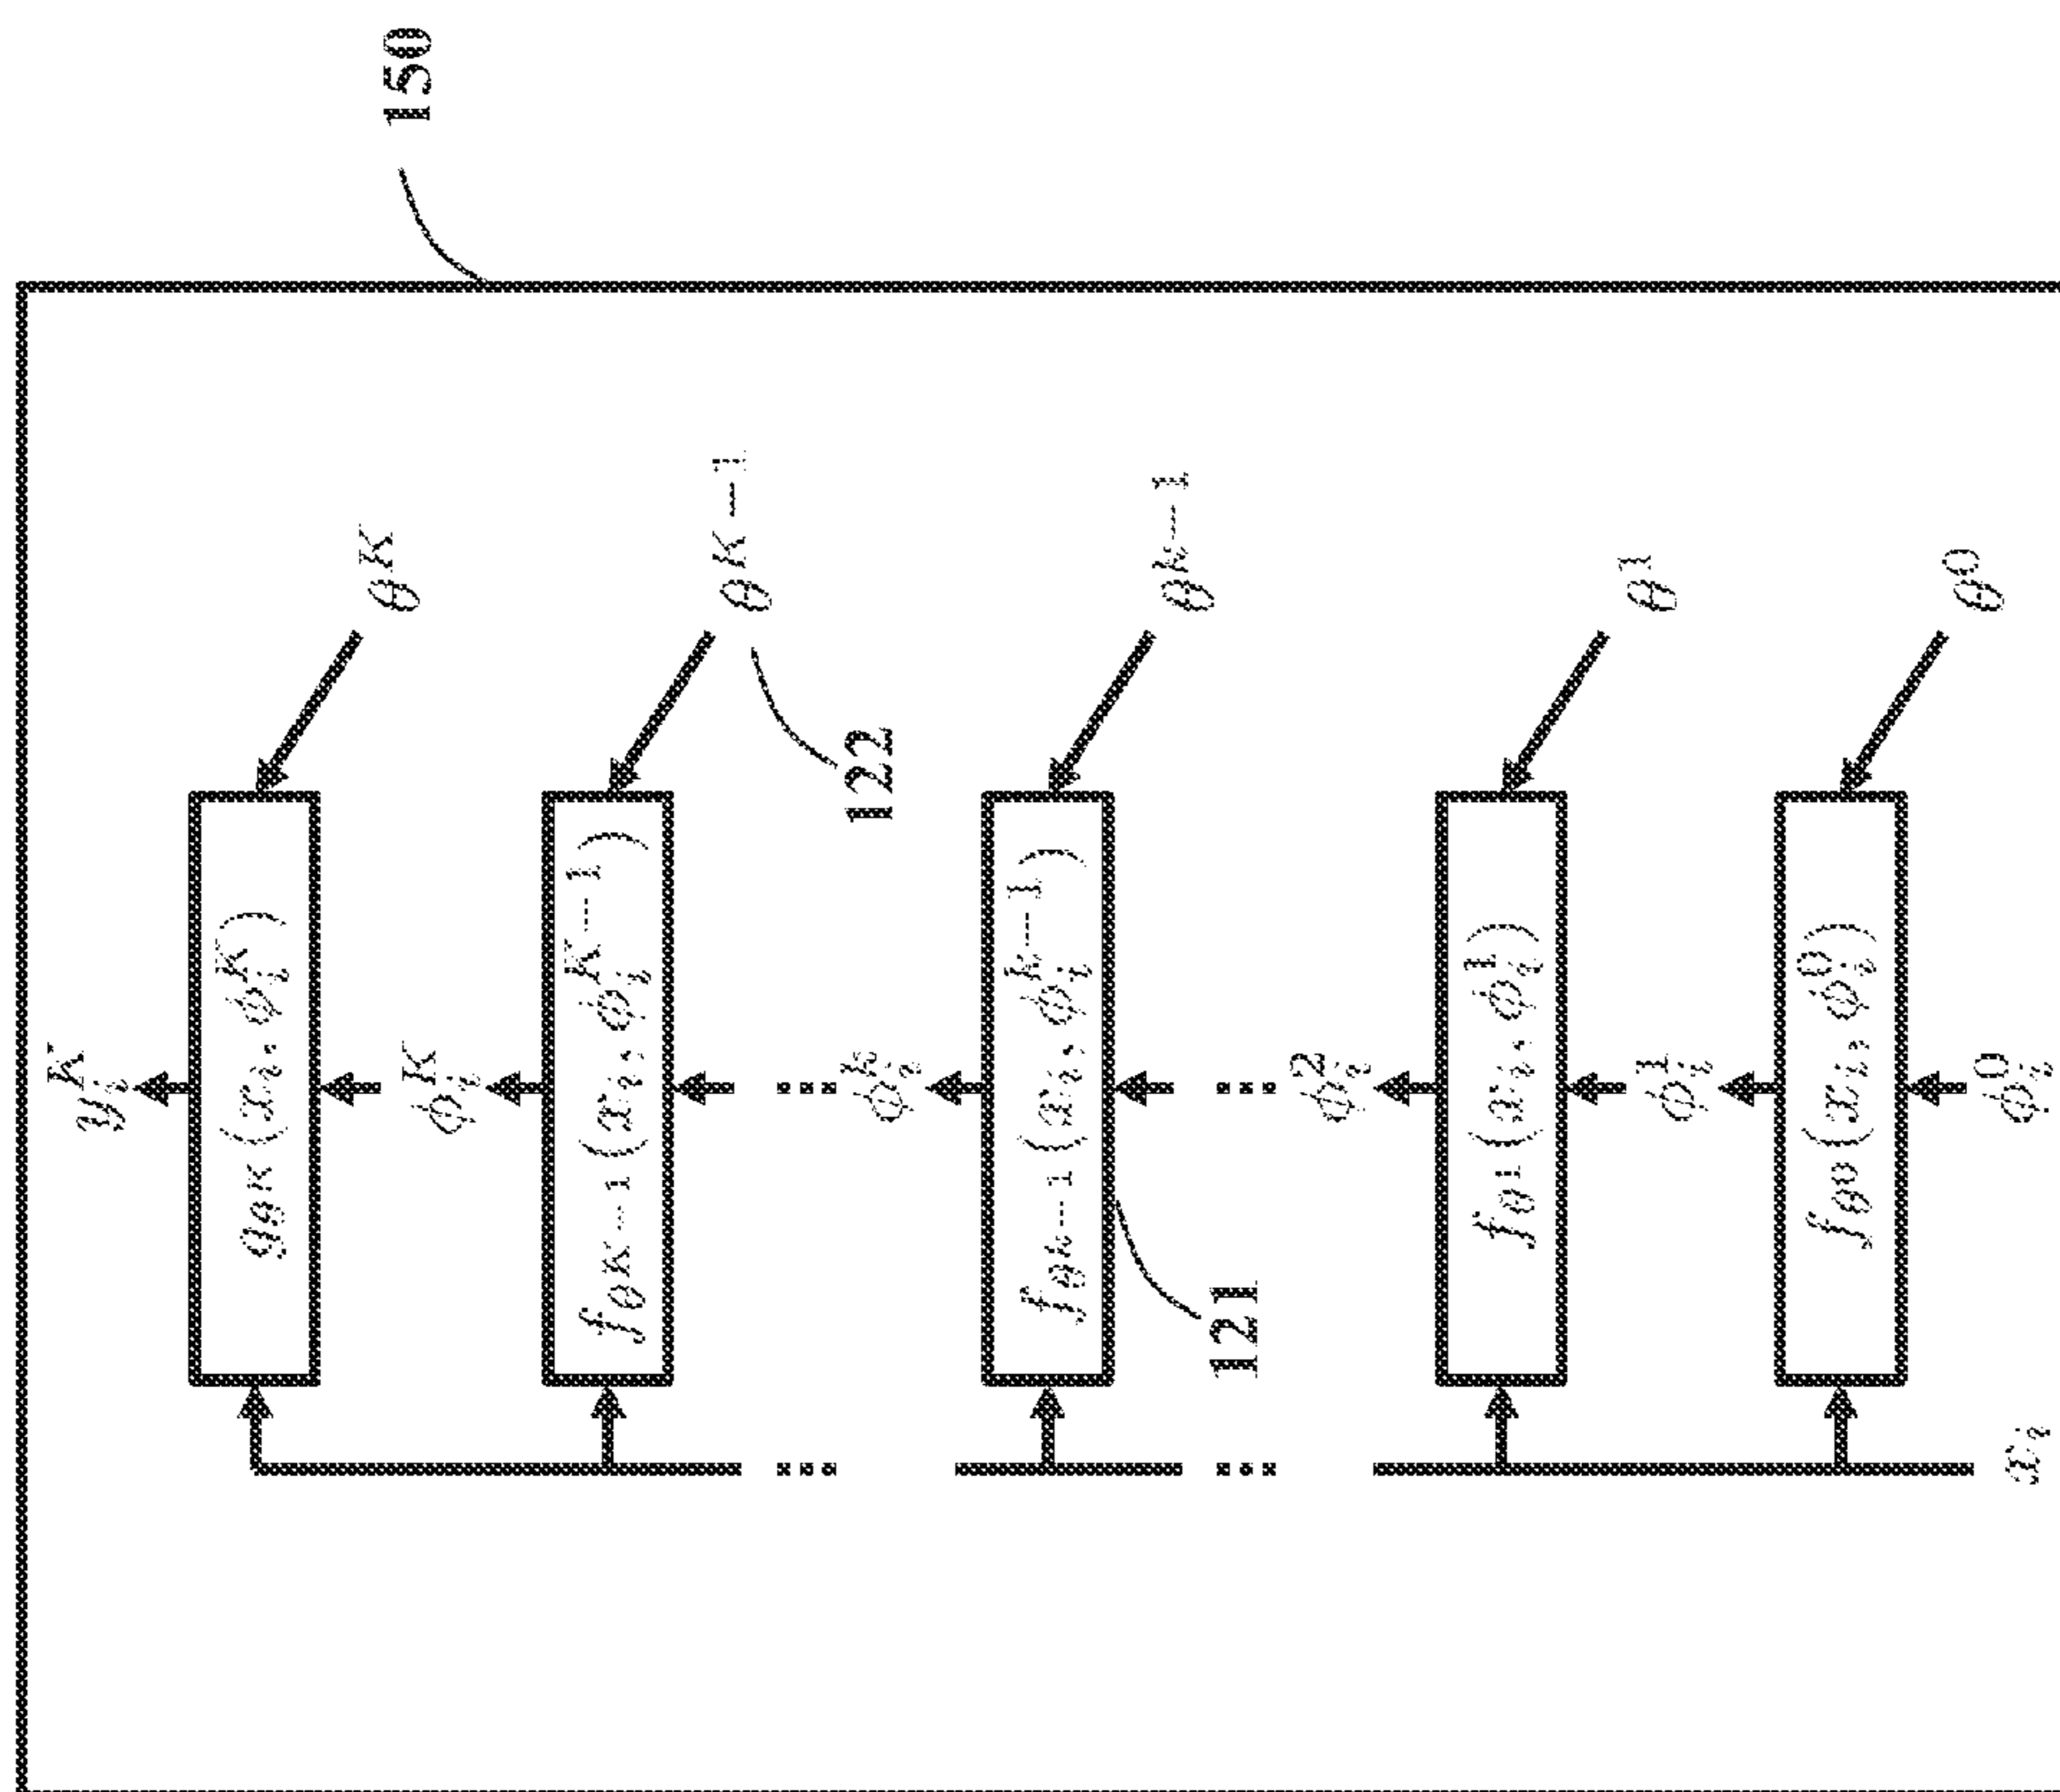 150
y_i^K
g_{θ^K}(x_i, φ_i^K)
θ^K
φ_i^K
f_{θ^{K-1}}(x_i, φ_i^{K-1})
θ^{K-1}
122
φ_i^k
f_{θ^{k-1}}(x_i, φ_i^{k-1})
θ^{k-1}
121
φ_i^2
f_{θ^1}(x_i, φ_i^1)
θ^1
φ_i^1
f_{θ^0}(x_i, φ_i^0)
θ^0
φ_i^0
x_i